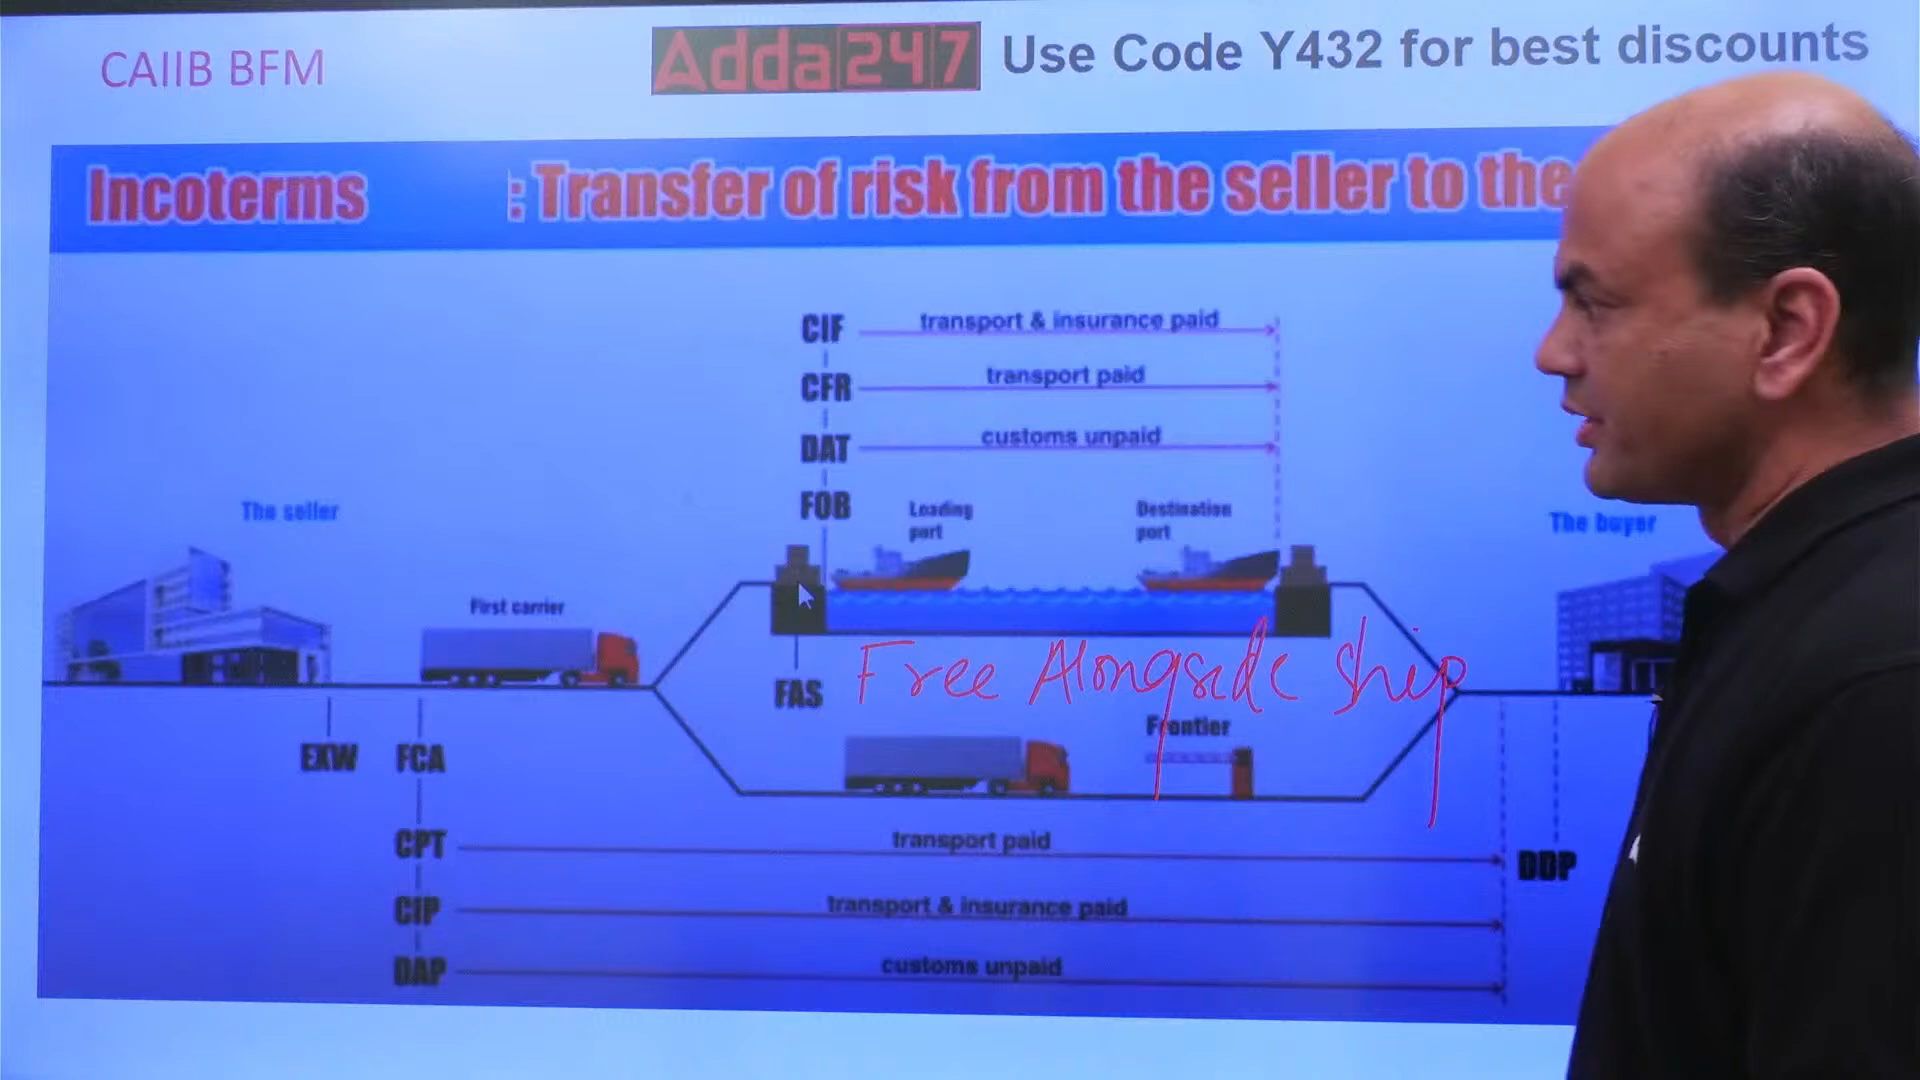 CAIIB BFM
Adda247
Use Code Y432 for best discounts
Incoterms : Transfer of risk from the seller to the
CIF transport & insurance paid
CFR transport paid
DAT customs unpaid
FOB
Loading port
Destination port
The seller
The buyer
First carrier
FAS
Free Alongside Ship
Frontier
EXW
FCA
CPT transport paid
DDP
CIP transport & insurance paid
DAP customs unpaid